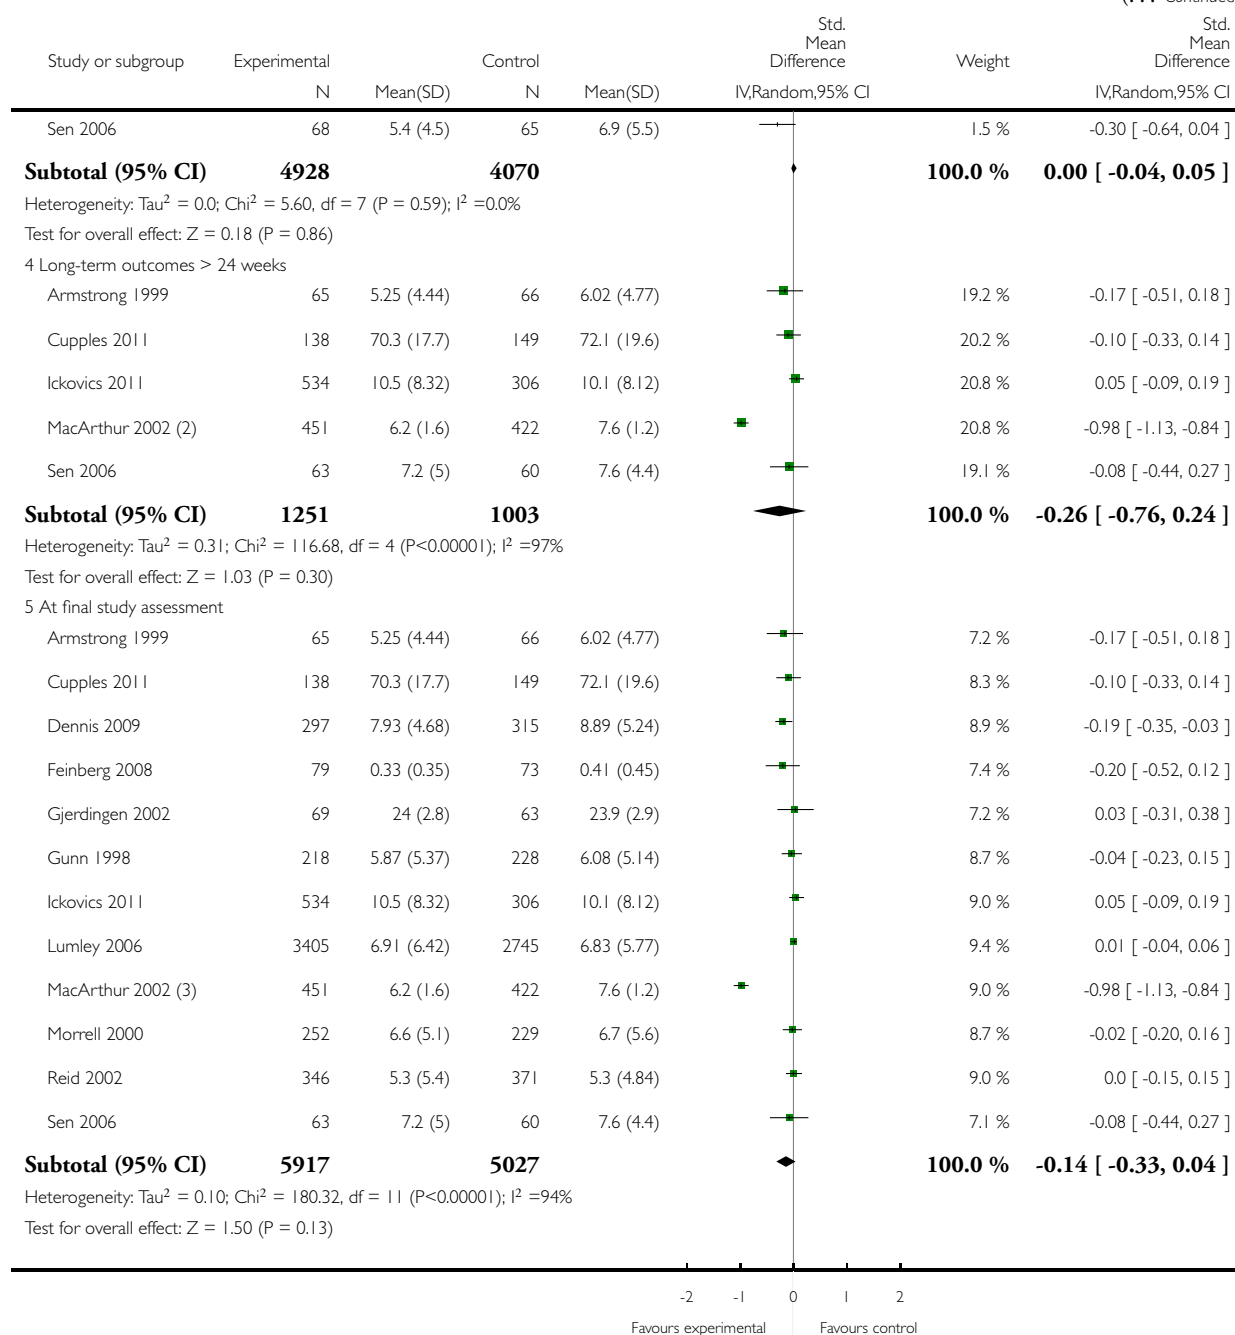 (. . . Continued
Std. Mean Difference Std. Mean Difference
Study or subgroup Experimental Control Weight
N Mean(SD) N Mean(SD) IV,Random,95% CI IV,Random,95% CI
Sen 2006 68 5.4 (4.5) 65 6.9 (5.5) 1.5 % -0.30 [ -0.64, 0.04 ]
Subtotal (95% CI) 4928 4070 100.0 % 0.00 [ -0.04, 0.05 ]
Heterogeneity: Tau² = 0.0; Chi² = 5.60, df = 7 (P = 0.59); I² =0.0%
Test for overall effect: Z = 0.18 (P = 0.86)
4 Long-term outcomes > 24 weeks
Armstrong 1999 65 5.25 (4.44) 66 6.02 (4.77) 19.2 % -0.17 [ -0.51, 0.18 ]
Cupples 2011 138 70.3 (17.7) 149 72.1 (19.6) 20.2 % -0.10 [ -0.33, 0.14 ]
Ickovics 2011 534 10.5 (8.32) 306 10.1 (8.12) 20.8 % 0.05 [ -0.09, 0.19 ]
MacArthur 2002 (2) 451 6.2 (1.6) 422 7.6 (1.2) 20.8 % -0.98 [ -1.13, -0.84 ]
Sen 2006 63 7.2 (5) 60 7.6 (4.4) 19.1 % -0.08 [ -0.44, 0.27 ]
Subtotal (95% CI) 1251 1003 100.0 % -0.26 [ -0.76, 0.24 ]
Heterogeneity: Tau² = 0.31; Chi² = 116.68, df = 4 (P<0.00001); I² =97%
Test for overall effect: Z = 1.03 (P = 0.30)
5 At final study assessment
Armstrong 1999 65 5.25 (4.44) 66 6.02 (4.77) 7.2 % -0.17 [ -0.51, 0.18 ]
Cupples 2011 138 70.3 (17.7) 149 72.1 (19.6) 8.3 % -0.10 [ -0.33, 0.14 ]
Dennis 2009 297 7.93 (4.68) 315 8.89 (5.24) 8.9 % -0.19 [ -0.35, -0.03 ]
Feinberg 2008 79 0.33 (0.35) 73 0.41 (0.45) 7.4 % -0.20 [ -0.52, 0.12 ]
Gjerdingen 2002 69 24 (2.8) 63 23.9 (2.9) 7.2 % 0.03 [ -0.31, 0.38 ]
Gunn 1998 218 5.87 (5.37) 228 6.08 (5.14) 8.7 % -0.04 [ -0.23, 0.15 ]
Ickovics 2011 534 10.5 (8.32) 306 10.1 (8.12) 9.0 % 0.05 [ -0.09, 0.19 ]
Lumley 2006 3405 6.91 (6.42) 2745 6.83 (5.77) 9.4 % 0.01 [ -0.04, 0.06 ]
MacArthur 2002 (3) 451 6.2 (1.6) 422 7.6 (1.2) 9.0 % -0.98 [ -1.13, -0.84 ]
Morrell 2000 252 6.6 (5.1) 229 6.7 (5.6) 8.7 % -0.02 [ -0.20, 0.16 ]
Reid 2002 346 5.3 (5.4) 371 5.3 (4.84) 9.0 % 0.0 [ -0.15, 0.15 ]
Sen 2006 63 7.2 (5) 60 7.6 (4.4) 7.1 % -0.08 [ -0.44, 0.27 ]
Subtotal (95% CI) 5917 5027 100.0 % -0.14 [ -0.33, 0.04 ]
Heterogeneity: Tau² = 0.10; Chi² = 180.32, df = 11 (P<0.00001); I² =94%
Test for overall effect: Z = 1.50 (P = 0.13)
-2 -1 0 1 2
Favours experimental Favours control